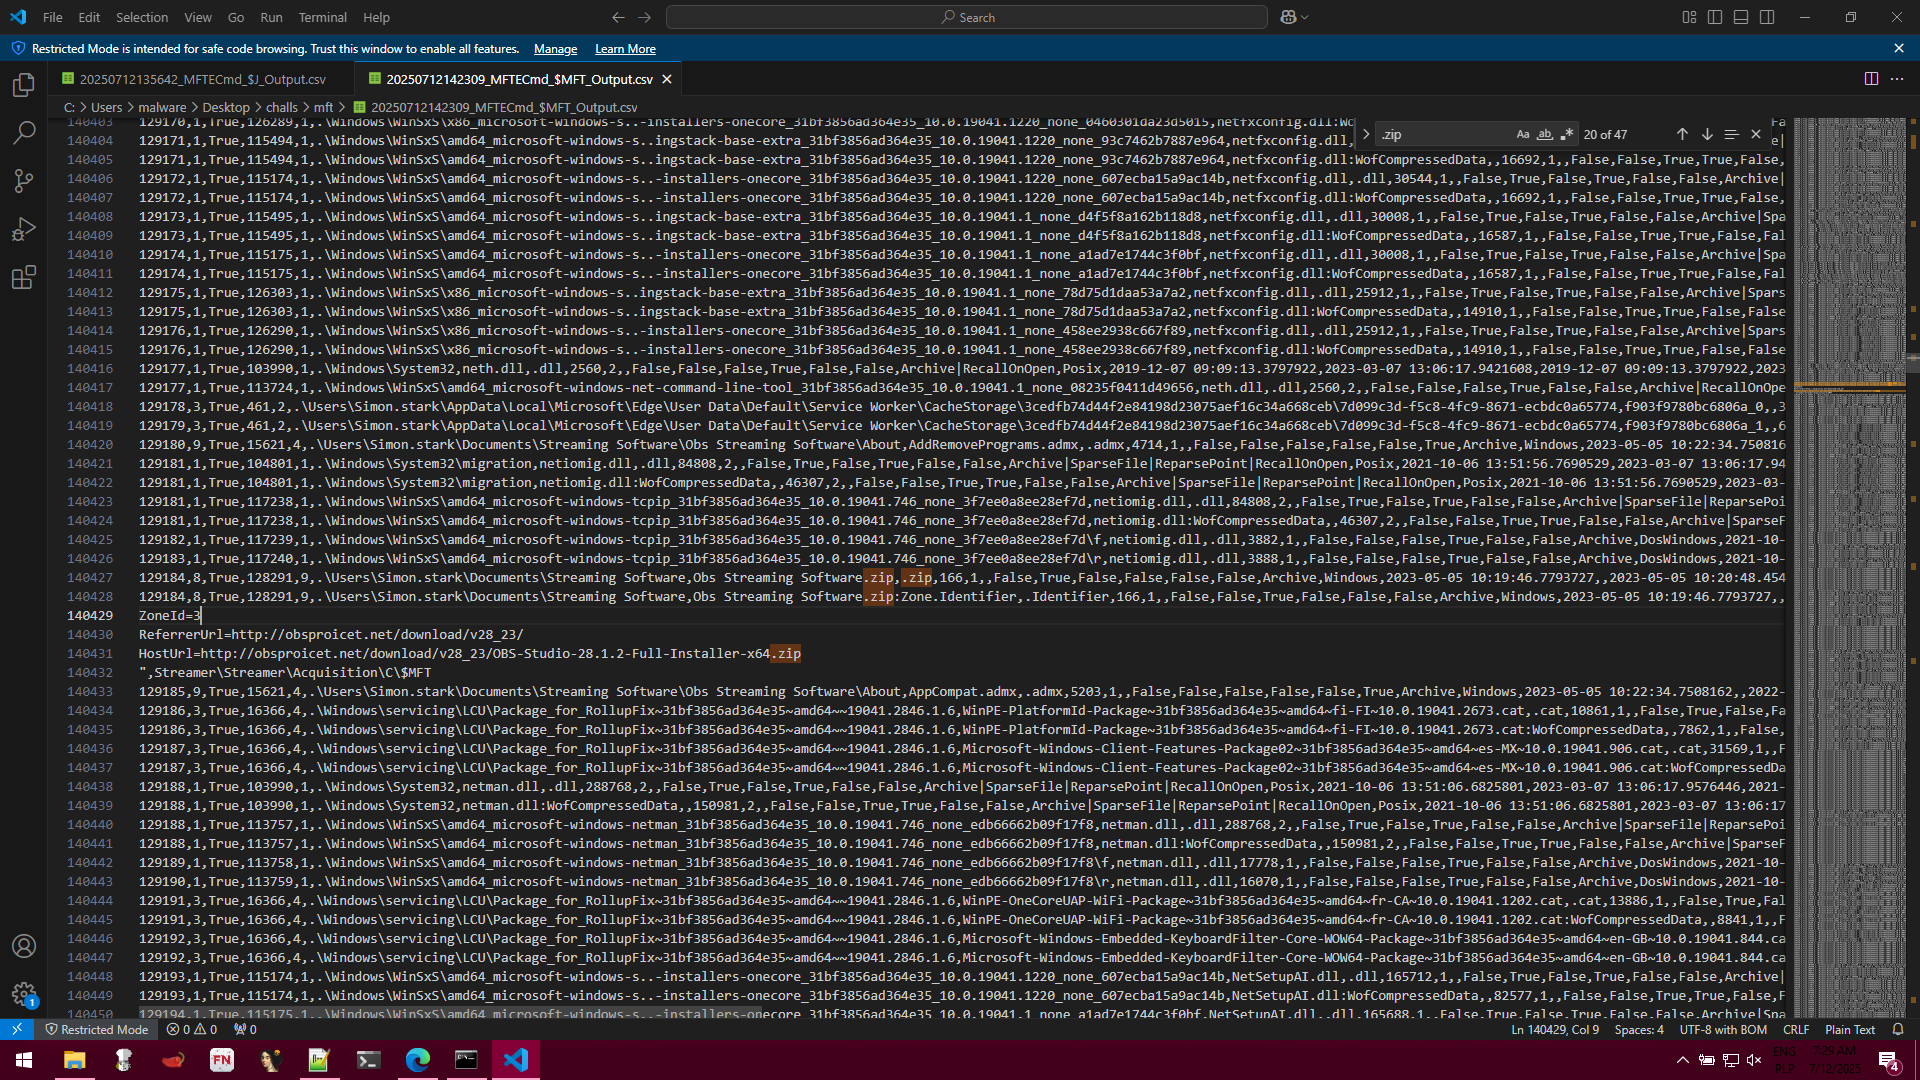 File Edit Selection View Go Run Terminal Help
Search
Restricted Mode is intended for safe code browsing. Trust this window to enable all features. Manage Learn More
20250712135642_MFTECmd_$J_Output.csv 20250712142309_MFTECmd_$MFT_Output.csv
C: > Users > malware > Desktop > challs > mft > 20250712142309_MFTECmd_$MFT_Output.csv
.zip Aa ab 20 of 47
140403 129170,1,True,126289,1,.\Windows\WinSxS\x86_microsoft-windows-s..-installers-onecore_31bf3856ad364e35_10.0.19041.1220_none_0460301da23d5015,netfxconfig.dll:Wo
140404 129171,1,True,115494,1,.\Windows\WinSxS\amd64_microsoft-windows-s..ingstack-base-extra_31bf3856ad364e35_10.0.19041.1220_none_93c7462b7887e964,netfxconfig.dll,
140405 129171,1,True,115494,1,.\Windows\WinSxS\amd64_microsoft-windows-s..ingstack-base-extra_31bf3856ad364e35_10.0.19041.1220_none_93c7462b7887e964,netfxconfig.dll:WofCompressedData,,16692,1,,False,False,True,True,False,
140406 129172,1,True,115174,1,.\Windows\WinSxS\amd64_microsoft-windows-s..-installers-onecore_31bf3856ad364e35_10.0.19041.1220_none_607ecba15a9ac14b,netfxconfig.dll,.dll,30544,1,,False,True,False,True,False,False,Archive|
140407 129172,1,True,115174,1,.\Windows\WinSxS\amd64_microsoft-windows-s..-installers-onecore_31bf3856ad364e35_10.0.19041.1220_none_607ecba15a9ac14b,netfxconfig.dll:WofCompressedData,,16692,1,,False,False,True,True,False,
140408 129173,1,True,115495,1,.\Windows\WinSxS\amd64_microsoft-windows-s..ingstack-base-extra_31bf3856ad364e35_10.0.19041.1_none_d4f5f8a162b118d8,netfxconfig.dll,.dll,30008,1,,False,True,False,True,False,False,Archive|Spa
140409 129173,1,True,115495,1,.\Windows\WinSxS\amd64_microsoft-windows-s..ingstack-base-extra_31bf3856ad364e35_10.0.19041.1_none_d4f5f8a162b118d8,netfxconfig.dll:WofCompressedData,,16587,1,,False,False,True,True,False,Fal
140410 129174,1,True,115175,1,.\Windows\WinSxS\amd64_microsoft-windows-s..-installers-onecore_31bf3856ad364e35_10.0.19041.1_none_a1ad7e1744c3f0bf,netfxconfig.dll,.dll,30008,1,,False,True,False,True,False,False,Archive|Spa
140411 129174,1,True,115175,1,.\Windows\WinSxS\amd64_microsoft-windows-s..-installers-onecore_31bf3856ad364e35_10.0.19041.1_none_a1ad7e1744c3f0bf,netfxconfig.dll:WofCompressedData,,16587,1,,False,False,True,True,False,Fal
140412 129175,1,True,126303,1,.\Windows\WinSxS\x86_microsoft-windows-s..ingstack-base-extra_31bf3856ad364e35_10.0.19041.1_none_78d75d1daa53a7a2,netfxconfig.dll,.dll,25912,1,,False,True,False,True,False,False,Archive|Spars
140413 129175,1,True,126303,1,.\Windows\WinSxS\x86_microsoft-windows-s..ingstack-base-extra_31bf3856ad364e35_10.0.19041.1_none_78d75d1daa53a7a2,netfxconfig.dll:WofCompressedData,,14910,1,,False,False,True,True,False,False
140414 129176,1,True,126290,1,.\Windows\WinSxS\x86_microsoft-windows-s..-installers-onecore_31bf3856ad364e35_10.0.19041.1_none_458ee2938c667f89,netfxconfig.dll,.dll,25912,1,,False,True,False,True,False,False,Archive|Spars
140415 129176,1,True,126290,1,.\Windows\WinSxS\x86_microsoft-windows-s..-installers-onecore_31bf3856ad364e35_10.0.19041.1_none_458ee2938c667f89,netfxconfig.dll:WofCompressedData,,14910,1,,False,False,True,True,False,False
140416 129177,1,True,103990,1,.\Windows\System32,neth.dll,.dll,2560,2,,False,False,False,True,False,False,Archive|RecallOnOpen,Posix,2019-12-07 09:09:13.3797922,2023-03-07 13:06:17.9421608,2019-12-07 09:09:13.3797922,2023
140417 129177,1,True,113724,1,.\Windows\WinSxS\amd64_microsoft-windows-net-command-line-tool_31bf3856ad364e35_10.0.19041.1_none_08235f0411d49656,neth.dll,.dll,2560,2,,False,False,False,True,False,False,Archive|RecallOnOpe
140418 129178,3,True,461,2,.\Users\Simon.stark\AppData\Local\Microsoft\Edge\User Data\Default\Service Worker\CacheStorage\3cedfb74d44f2e84198d23075aef16c34a668ceb\7d099c3d-f5c8-4fc9-8671-ecbdc0a65774,f903f9780bc6806a_0,,3
140419 129179,3,True,461,2,.\Users\Simon.stark\AppData\Local\Microsoft\Edge\User Data\Default\Service Worker\CacheStorage\3cedfb74d44f2e84198d23075aef16c34a668ceb\7d099c3d-f5c8-4fc9-8671-ecbdc0a65774,f903f9780bc6806a_1,,6
140420 129180,9,True,15621,4,.\Users\Simon.stark\Documents\Streaming Software\Obs Streaming Software\About,AddRemovePrograms.admx,.admx,4714,1,,False,False,False,False,False,True,Archive,Windows,2023-05-05 10:22:34.750816
140421 129181,1,True,104801,1,.\Windows\System32\migration,netiomig.dll,.dll,84808,2,,False,True,False,True,False,False,Archive|SparseFile|ReparsePoint|RecallOnOpen,Posix,2021-10-06 13:51:56.7690529,2023-03-07 13:06:17.94
140422 129181,1,True,104801,1,.\Windows\System32\migration,netiomig.dll:WofCompressedData,,46307,2,,False,False,True,True,False,False,Archive|SparseFile|ReparsePoint|RecallOnOpen,Posix,2021-10-06 13:51:56.7690529,2023-03-
140423 129181,1,True,117238,1,.\Windows\WinSxS\amd64_microsoft-windows-tcpip_31bf3856ad364e35_10.0.19041.746_none_3f7ee0a8ee28ef7d,netiomig.dll,.dll,84808,2,,False,True,False,True,False,False,Archive|SparseFile|ReparsePoi
140424 129181,1,True,117238,1,.\Windows\WinSxS\amd64_microsoft-windows-tcpip_31bf3856ad364e35_10.0.19041.746_none_3f7ee0a8ee28ef7d,netiomig.dll:WofCompressedData,,46307,2,,False,False,True,True,False,False,Archive|SparseF
140425 129182,1,True,117239,1,.\Windows\WinSxS\amd64_microsoft-windows-tcpip_31bf3856ad364e35_10.0.19041.746_none_3f7ee0a8ee28ef7d\f,netiomig.dll,.dll,3882,1,,False,False,False,True,False,False,Archive,DosWindows,2021-10-
140426 129183,1,True,117240,1,.\Windows\WinSxS\amd64_microsoft-windows-tcpip_31bf3856ad364e35_10.0.19041.746_none_3f7ee0a8ee28ef7d\r,netiomig.dll,.dll,3888,1,,False,False,False,True,False,False,Archive,DosWindows,2021-10-
140427 129184,8,True,128291,9,.\Users\Simon.stark\Documents\Streaming Software,Obs Streaming Software.zip,.zip,166,1,,False,True,False,False,False,False,Archive,Windows,2023-05-05 10:19:46.7793727,,2023-05-05 10:20:48.454
140428 129184,8,True,128291,9,.\Users\Simon.stark\Documents\Streaming Software,Obs Streaming Software.zip:Zone.Identifier,.Identifier,166,1,,False,False,True,False,False,False,Archive,Windows,2023-05-05 10:19:46.7793727,,
140429 ZoneId=3
140430 ReferrerUrl=http://obsproicet.net/download/v28_23/
140431 HostUrl=http://obsproicet.net/download/v28_23/OBS-Studio-28.1.2-Full-Installer-x64.zip
140432 ",Streamer\Streamer\Acquisition\C\$MFT
140433 129185,9,True,15621,4,.\Users\Simon.stark\Documents\Streaming Software\Obs Streaming Software\About,AppCompat.admx,.admx,5203,1,,False,False,False,False,False,True,Archive,Windows,2023-05-05 10:22:34.7508162,,2022-
140434 129186,3,True,16366,4,.\Windows\servicing\LCU\Package_for_RollupFix~31bf3856ad364e35~amd64~~19041.2846.1.6,WinPE-PlatformId-Package~31bf3856ad364e35~amd64~fi-FI~10.0.19041.2673.cat,.cat,10861,1,,False,True,False,Fa
140435 129186,3,True,16366,4,.\Windows\servicing\LCU\Package_for_RollupFix~31bf3856ad364e35~amd64~~19041.2846.1.6,WinPE-PlatformId-Package~31bf3856ad364e35~amd64~fi-FI~10.0.19041.2673.cat:WofCompressedData,,7862,1,,False,
140436 129187,3,True,16366,4,.\Windows\servicing\LCU\Package_for_RollupFix~31bf3856ad364e35~amd64~~19041.2846.1.6,Microsoft-Windows-Client-Features-Package02~31bf3856ad364e35~amd64~es-MX~10.0.19041.906.cat,.cat,31569,1,,F
140437 129187,3,True,16366,4,.\Windows\servicing\LCU\Package_for_RollupFix~31bf3856ad364e35~amd64~~19041.2846.1.6,Microsoft-Windows-Client-Features-Package02~31bf3856ad364e35~amd64~es-MX~10.0.19041.906.cat:WofCompressedDa
140438 129188,1,True,103990,1,.\Windows\System32,netman.dll,.dll,288768,2,,False,True,False,True,False,False,Archive|SparseFile|ReparsePoint|RecallOnOpen,Posix,2021-10-06 13:51:06.6825801,2023-03-07 13:06:17.9576446,2021-
140439 129188,1,True,103990,1,.\Windows\System32,netman.dll:WofCompressedData,,150981,2,,False,False,True,True,False,False,Archive|SparseFile|ReparsePoint|RecallOnOpen,Posix,2021-10-06 13:51:06.6825801,2023-03-07 13:06:17
140440 129188,1,True,113757,1,.\Windows\WinSxS\amd64_microsoft-windows-netman_31bf3856ad364e35_10.0.19041.746_none_edb66662b09f17f8,netman.dll,.dll,288768,2,,False,True,False,True,False,False,Archive|SparseFile|ReparsePoi
140441 129188,1,True,113757,1,.\Windows\WinSxS\amd64_microsoft-windows-netman_31bf3856ad364e35_10.0.19041.746_none_edb66662b09f17f8,netman.dll:WofCompressedData,,150981,2,,False,False,True,True,False,False,Archive|SparseF
140442 129189,1,True,113758,1,.\Windows\WinSxS\amd64_microsoft-windows-netman_31bf3856ad364e35_10.0.19041.746_none_edb66662b09f17f8\f,netman.dll,.dll,17778,1,,False,False,False,True,False,False,Archive,DosWindows,2021-10-
140443 129190,1,True,113759,1,.\Windows\WinSxS\amd64_microsoft-windows-netman_31bf3856ad364e35_10.0.19041.746_none_edb66662b09f17f8\r,netman.dll,.dll,16070,1,,False,False,False,True,False,False,Archive,DosWindows,2021-10-
140444 129191,3,True,16366,4,.\Windows\servicing\LCU\Package_for_RollupFix~31bf3856ad364e35~amd64~~19041.2846.1.6,WinPE-OneCoreUAP-WiFi-Package~31bf3856ad364e35~amd64~fr-CA~10.0.19041.1202.cat,.cat,13886,1,,False,True,Fal
140445 129191,3,True,16366,4,.\Windows\servicing\LCU\Package_for_RollupFix~31bf3856ad364e35~amd64~~19041.2846.1.6,WinPE-OneCoreUAP-WiFi-Package~31bf3856ad364e35~amd64~fr-CA~10.0.19041.1202.cat:WofCompressedData,,8841,1,,F
140446 129192,3,True,16366,4,.\Windows\servicing\LCU\Package_for_RollupFix~31bf3856ad364e35~amd64~~19041.2846.1.6,Microsoft-Windows-Embedded-KeyboardFilter-Core-WOW64-Package~31bf3856ad364e35~amd64~en-GB~10.0.19041.844.ca
140447 129192,3,True,16366,4,.\Windows\servicing\LCU\Package_for_RollupFix~31bf3856ad364e35~amd64~~19041.2846.1.6,Microsoft-Windows-Embedded-KeyboardFilter-Core-WOW64-Package~31bf3856ad364e35~amd64~en-GB~10.0.19041.844.ca
140448 129193,1,True,115174,1,.\Windows\WinSxS\amd64_microsoft-windows-s..-installers-onecore_31bf3856ad364e35_10.0.19041.1220_none_607ecba15a9ac14b,NetSetupAI.dll,.dll,165712,1,,False,True,False,True,False,False,Archive|
140449 129193,1,True,115174,1,.\Windows\WinSxS\amd64_microsoft-windows-s..-installers-onecore_31bf3856ad364e35_10.0.19041.1220_none_607ecba15a9ac14b,NetSetupAI.dll:WofCompressedData,,82577,1,,False,False,True,True,False,F
140450 129194,1,True,115175,1,.\Windows\WinSxS\amd64_microsoft-windows-s..-installers-onecore_31bf3856ad364e35_10.0.19041.1_none_a1ad7e1744c3f0bf,NetSetupAI.dll,.dll,165688,1,,False,True,False,True,False,False,Archive|Spa
Restricted Mode 0 0 0 Ln 140429, Col 9 Spaces: 4 UTF-8 with BOM CRLF Plain Text
1
FN
ENG
PLP
7:29 AM
7/12/2025
4